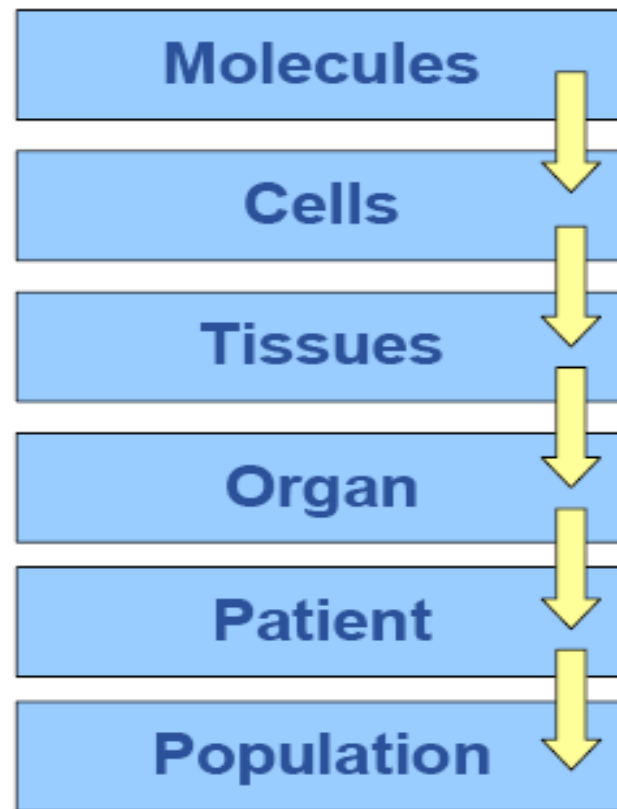 Molecules
Cells
Tissues
Organ
Patient
Population